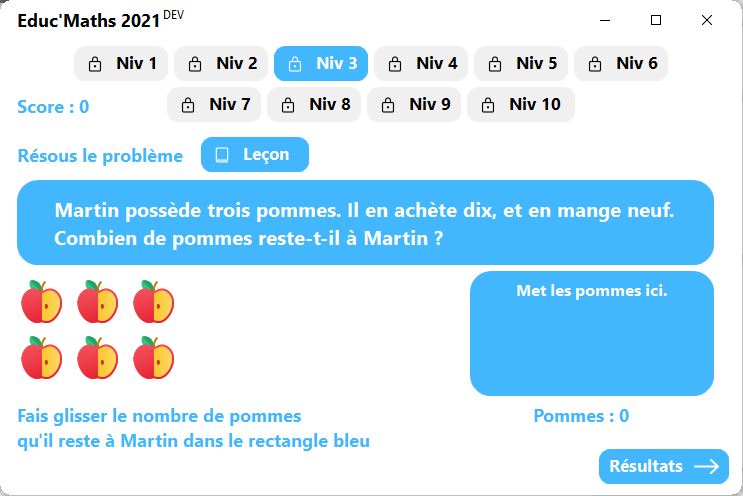 Educ'Maths 2021 DEV
Niv 1 Niv 2 Niv 3 Niv 4 Niv 5 Niv 6
Score : 0
Niv 7 Niv 8 Niv 9 Niv 10
Résous le problème
Leçon
Martin possède trois pommes. Il en achète dix, et en mange neuf.
Combien de pommes reste-t-il à Martin ?
Met les pommes ici.
Fais glisser le nombre de pommes
qu'il reste à Martin dans le rectangle bleu
Pommes : 0
Résultats